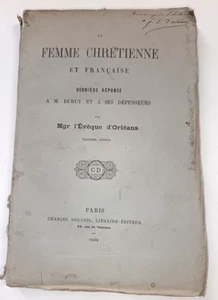 LA
FEMME CHRÉTIENNE
ET FRANÇAISE
DERNIÈRE RÉPONSE
A M. DURUY ET A SES DÉFENSEURS
PAR
Mgr l'Évêque d'Orléans
CD
PARIS
CHARLES DOUNIOL, LIBRAIRE-ÉDITEUR